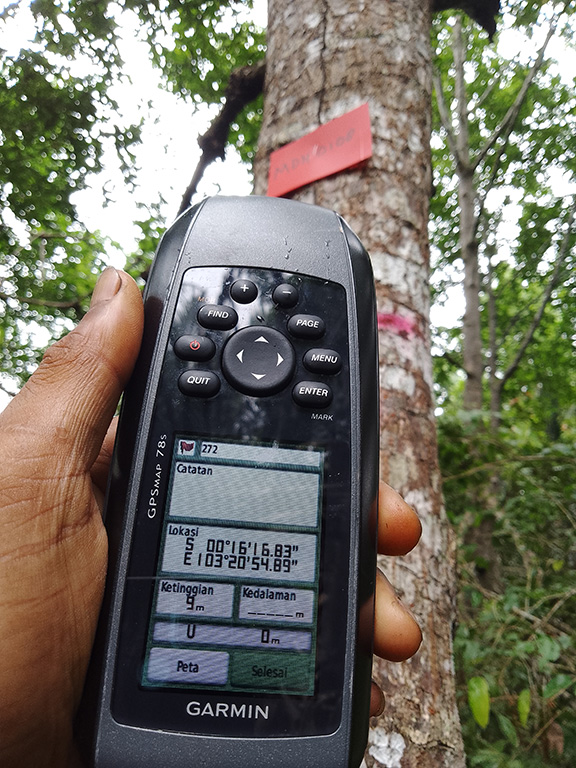 +
FIND
PAGE
MENU
QUIT
ENTER
MARK
GPSMAP 78s
272
Catatan
Lokasi
S 00°16'16.83"
E 103°20'54.89"
Ketinggian
Kedalaman
9m
_____m
U
0m
Peta
Selesai
GARMIN